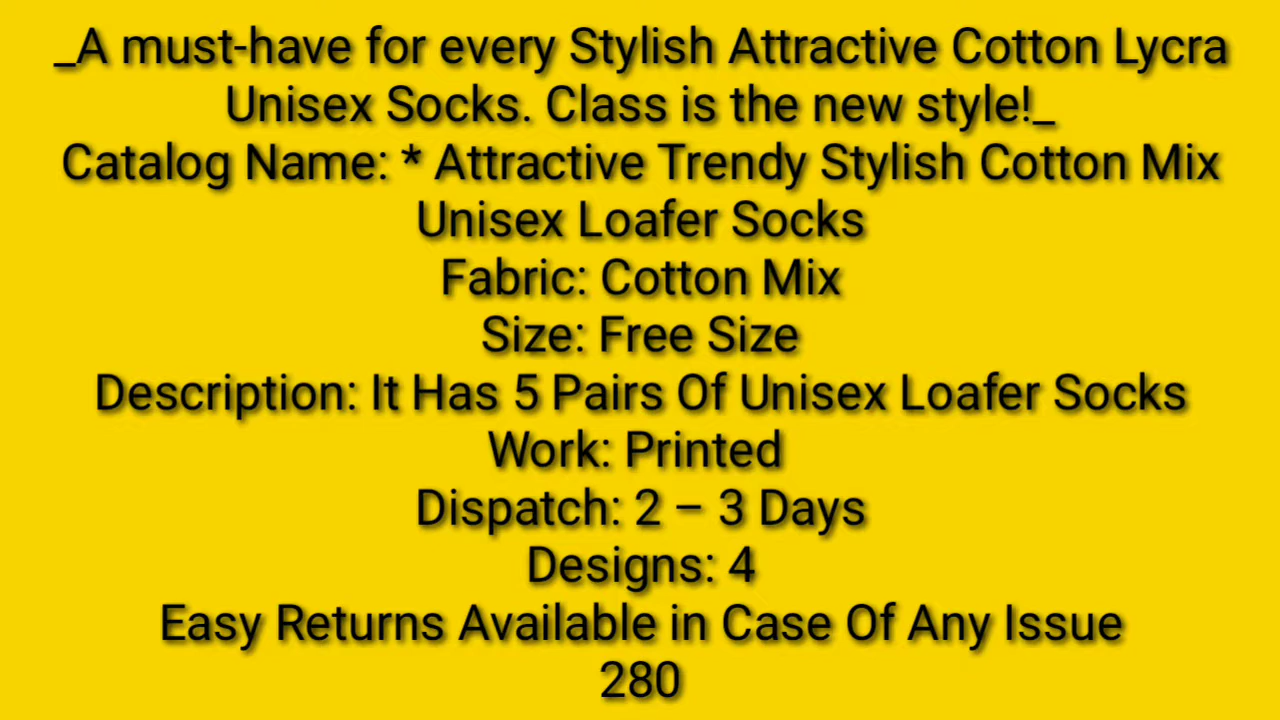 _A must-have for every Stylish Attractive Cotton Lycra
Unisex Socks. Class is the new style!_
Catalog Name: * Attractive Trendy Stylish Cotton Mix
Unisex Loafer Socks
Fabric: Cotton Mix
Size: Free Size
Description: It Has 5 Pairs Of Unisex Loafer Socks
Work: Printed
Dispatch: 2 – 3 Days
Designs: 4
Easy Returns Available in Case Of Any Issue
280